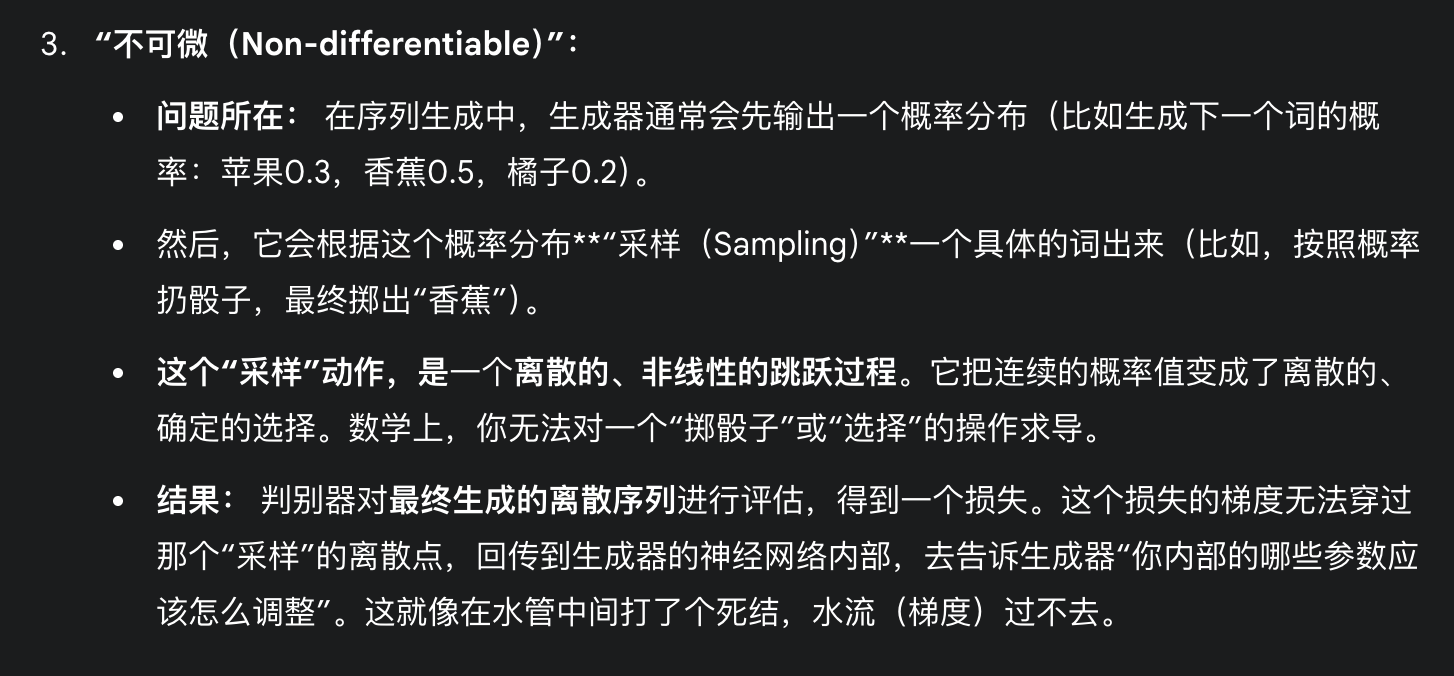 3. “不可微（Non-differentiable）”：
• 问题所在： 在序列生成中，生成器通常会先输出一个概率分布（比如生成下一个词的概
率：苹果0.3，香蕉0.5，橘子0.2）。
• 然后，它会根据这个概率分布**“采样（Sampling）”**一个具体的词出来（比如，按照概率
扔骰子，最终掷出“香蕉”）。
• 这个“采样”动作，是一个离散的、非线性的跳跃过程。它把连续的概率值变成了离散的、
确定的选择。数学上，你无法对一个“掷骰子”或“选择”的操作求导。
• 结果： 判别器对最终生成的离散序列进行评估，得到一个损失。这个损失的梯度无法穿过
那个“采样”的离散点，回传到生成器的神经网络内部，去告诉生成器“你内部的哪些参数应
该怎么调整”。这就像在水管中间打了个死结，水流（梯度）过不去。